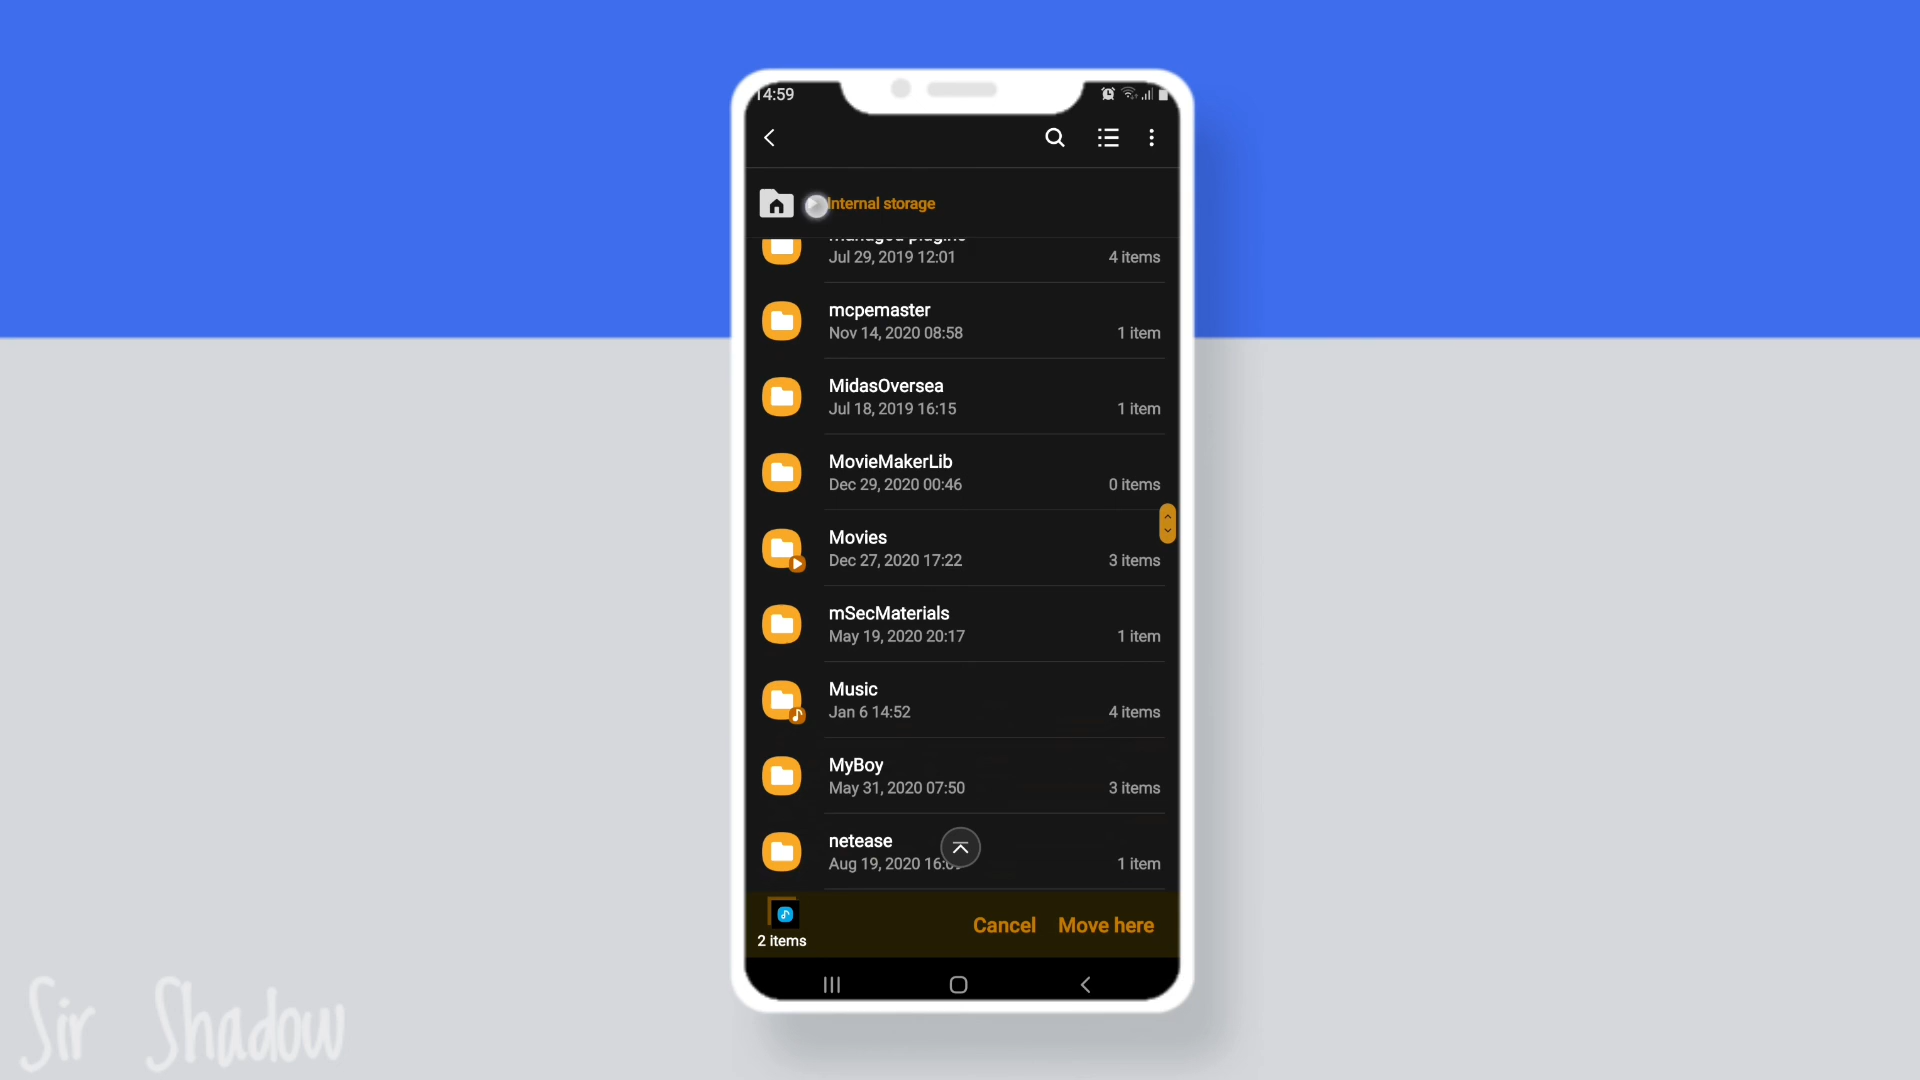 14:59
Internal storage
managed plugins
Jul 29, 2019 12:01 4 items
mcpemaster
Nov 14, 2020 08:58 1 item
MidasOversea
Jul 18, 2019 16:15 1 item
MovieMakerLib
Dec 29, 2020 00:46 0 items
Movies
Dec 27, 2020 17:22 3 items
mSecMaterials
May 19, 2020 20:17 1 item
Music
Jan 6 14:52 4 items
MyBoy
May 31, 2020 07:50 3 items
netease
Aug 19, 2020 1 item
2 items Cancel Move here
Sir Shadow